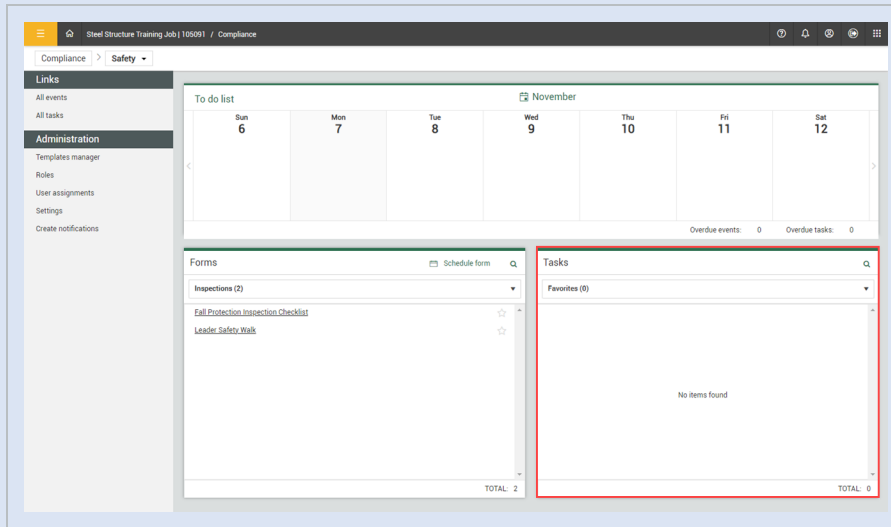 Steel Structure Training Job | 105091 / Compliance
Compliance > Safety
Links
All events
All tasks
Administration
Templates manager
Roles
User assignments
Settings
Create notifications
To do list
November
Sun Mon Tue Wed Thu Fri Sat
6 7 8 9 10 11 12
Overdue events: 0 Overdue tasks: 0
Forms
Schedule form
Inspections (2)
Fall Protection Inspection Checklist
Leader Safety Walk
TOTAL: 2
Tasks
Favorites (0)
No items found
TOTAL: 0